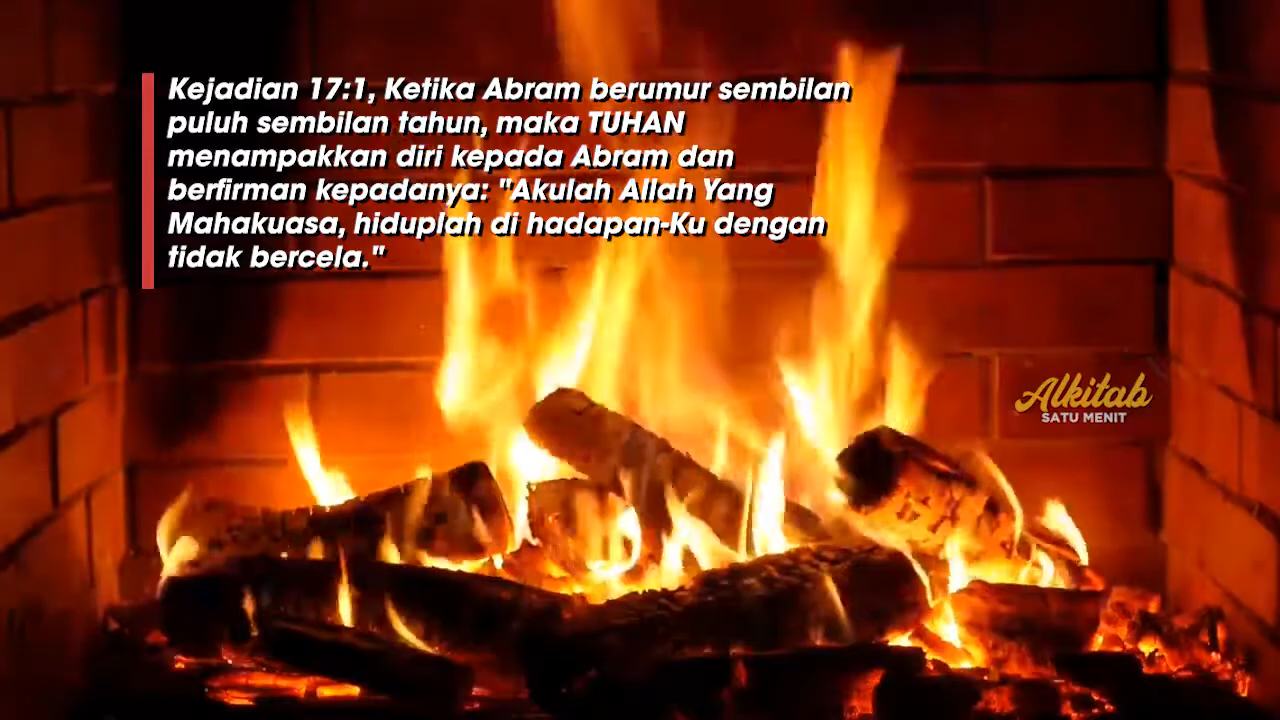 Kejadian 17:1, Ketika Abram berumur sembilan
puluh sembilan tahun, maka TUHAN
menampakkan diri kepada Abram dan
berfirman kepadanya: "Akulah Allah Yang
Mahakuasa, hiduplah di hadapan-Ku dengan
tidak bercela."
Alkitab
SATU MENIT